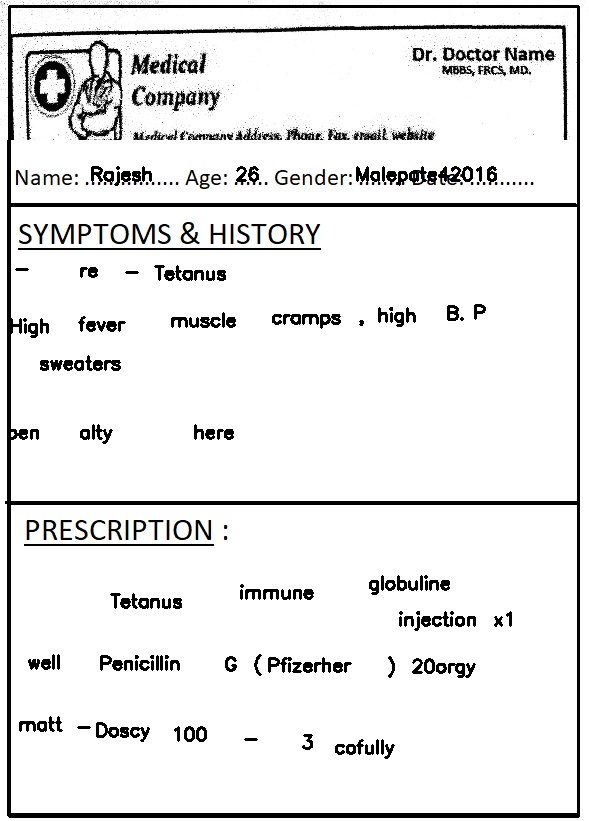 Medical
Company
Dr. Doctor Name
MBBS, FRCS, MD.
Medical Company Address, Phone, Fax, email, website
Name: ............... Rajesh Age: ...... 26 Gender: ....... Malepate42016 Date: ...........
SYMPTOMS & HISTORY
- re - Tetanus
High fever muscle cramps , high B. P
sweaters
pen alty here
PRESCRIPTION :
Tetanus immune globuline
injection x1
well Penicillin G ( Pfizerher ) 20orgy
matt - Doscy 100 - 3 cofully